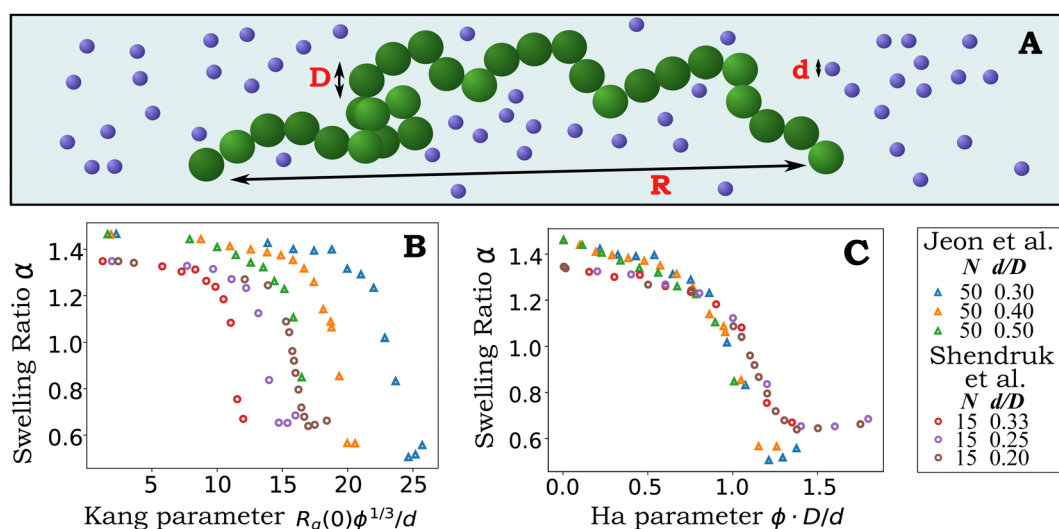 A
D
d
R
B
1.4
1.2
1.0
0.8
0.6
5 10 15 20 25
Swelling Ratio α
Kang parameter R_g(0)ϕ^{1/3}/d
C
1.4
1.2
1.0
0.8
0.6
0.0 0.5 1.0 1.5
Swelling Ratio α
Ha parameter ϕ · D/d
Jeon et al.
N d/D
50 0.30
50 0.40
50 0.50
Shendruk
et al.
N d/D
15 0.33
15 0.25
15 0.20